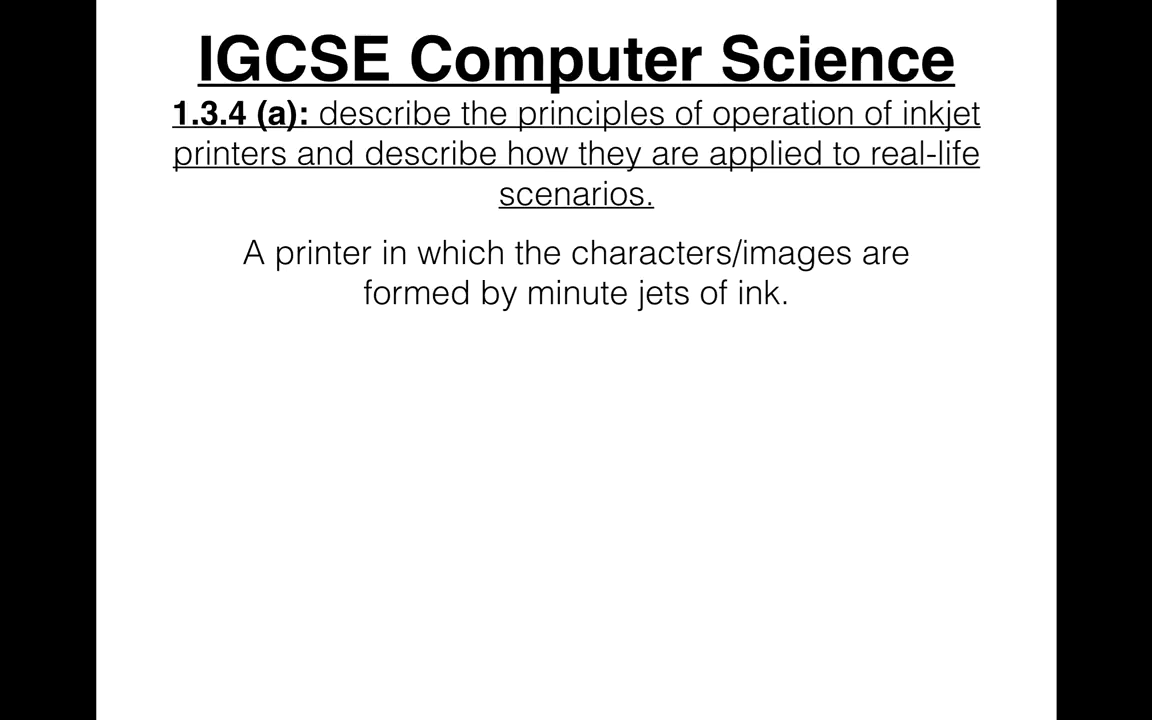 IGCSE Computer Science
1.3.4 (a): describe the principles of operation of inkjet
printers and describe how they are applied to real-life
scenarios.
A printer in which the characters/images are
formed by minute jets of ink.